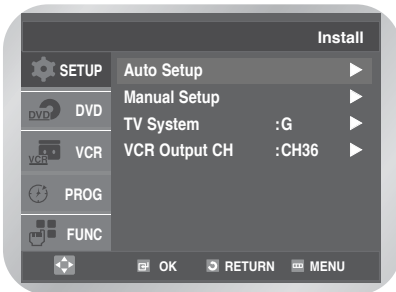 Install
SETUP
DVD
DVD
VCR
VCR
PROG
FUNC
Auto Setup
Manual Setup
TV System :G
VCR Output CH :CH36
OK RETURN MENU